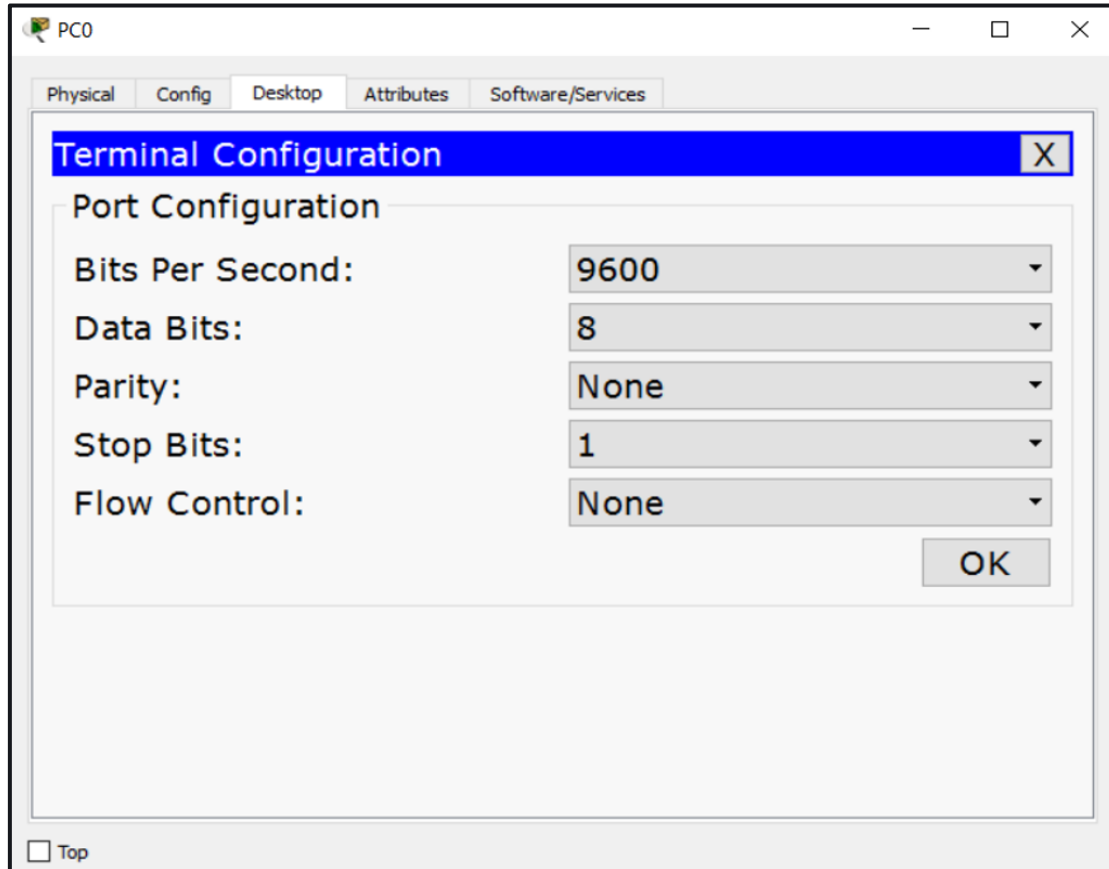 PC0
Physical Config Desktop Attributes Software/Services
Terminal Configuration X
Port Configuration
Bits Per Second: 9600
Data Bits: 8
Parity: None
Stop Bits: 1
Flow Control: None
OK
Top